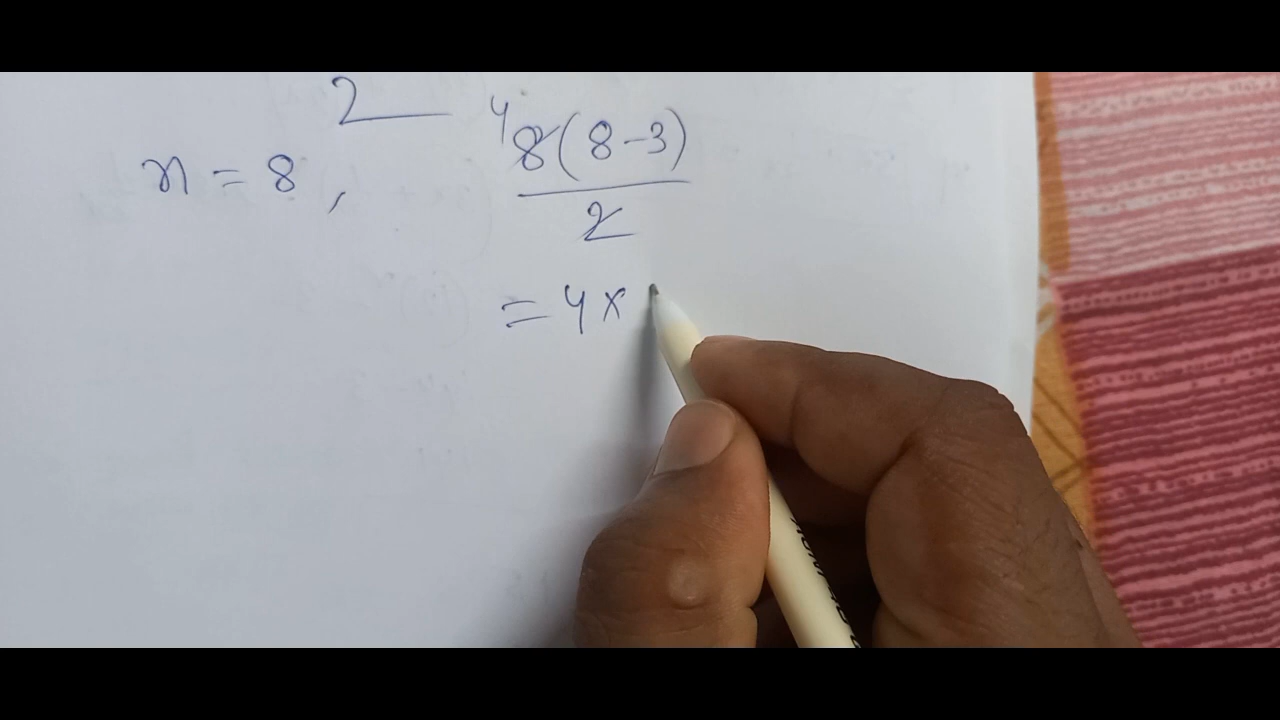 2
n = 8, 4 8(8-3)
2
= 4 x